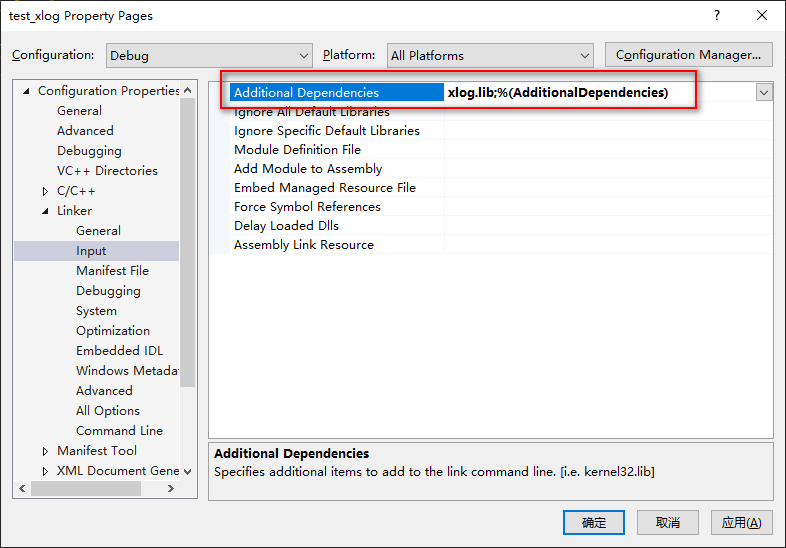 test_xlog Property Pages
Configuration: Debug Platform: All Platforms Configuration Manager...
Configuration Properties
General
Advanced
Debugging
VC++ Directories
C/C++
Linker
General
Input
Manifest File
Debugging
System
Optimization
Embedded IDL
Windows Metada
Advanced
All Options
Command Line
Manifest Tool
XML Document Gene
Additional Dependencies xlog.lib;%(AdditionalDependencies)
Ignore All Default Libraries
Ignore Specific Default Libraries
Module Definition File
Add Module to Assembly
Embed Managed Resource File
Force Symbol References
Delay Loaded Dlls
Assembly Link Resource
Additional Dependencies
Specifies additional items to add to the link command line. [i.e. kernel32.lib]
确定 取消 应用(A)